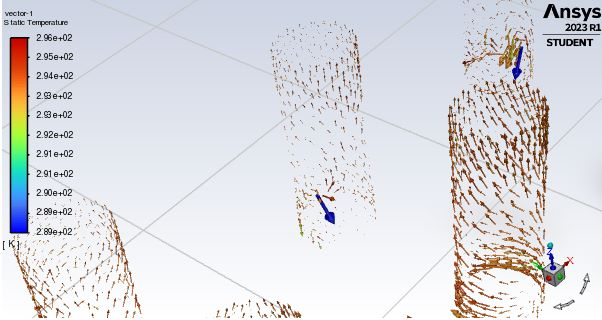 vector-1
Static Temperature
Ansys
2023 R1
STUDENT
2.96e+02
2.95e+02
2.94e+02
2.93e+02
2.93e+02
2.92e+02
2.91e+02
2.91e+02
2.90e+02
2.89e+02
2.89e+02
[ K ]
Z
X